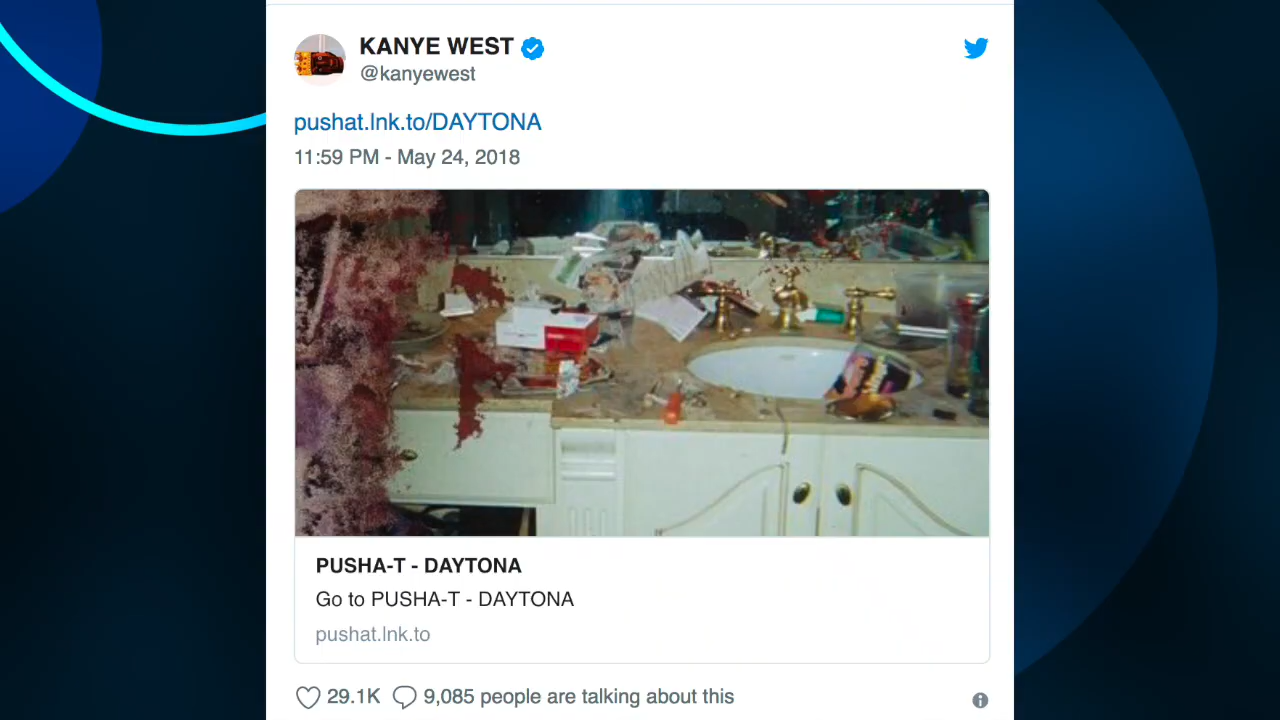 KANYE WEST
@kanyewest
pushat.lnk.to/DAYTONA
11:59 PM - May 24, 2018
PUSHA-T - DAYTONA
Go to PUSHA-T - DAYTONA
pushat.lnk.to
29.1K 9,085 people are talking about this